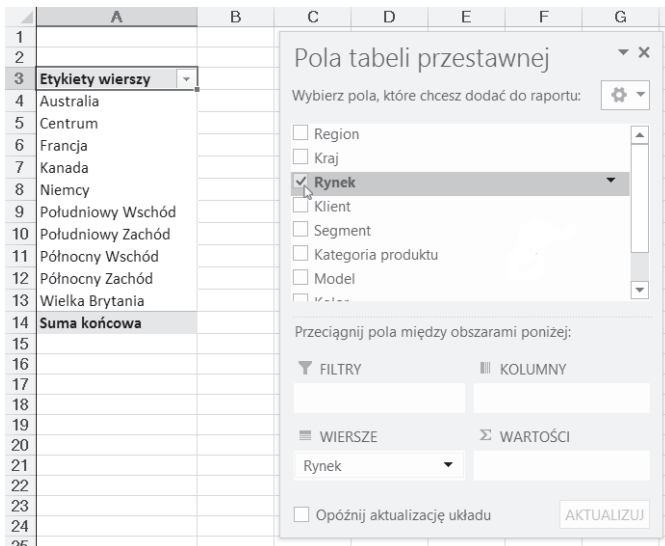 A B C D E F G
1
2
3 Etykiety wierszy
4 Australia
5 Centrum
6 Francja
7 Kanada
8 Niemcy
9 Południowy Wschód
10 Południowy Zachód
11 Północny Wschód
12 Północny Zachód
13 Wielka Brytania
14 Suma końcowa
15
16
17
18
19
20
21
22
23
24
25
Pola tabeli przestawnej
Wybierz pola, które chcesz dodać do raportu:
Region
Kraj
Rynek
Klient
Segment
Kategoria produktu
Model
Kolor
Przeciągnij pola między obszarami poniżej:
FILTRY
KOLUMNY
WIERSZE
Σ WARTOŚCI
Rynek
Opóźnij aktualizację układu
AKTUALIZUJ